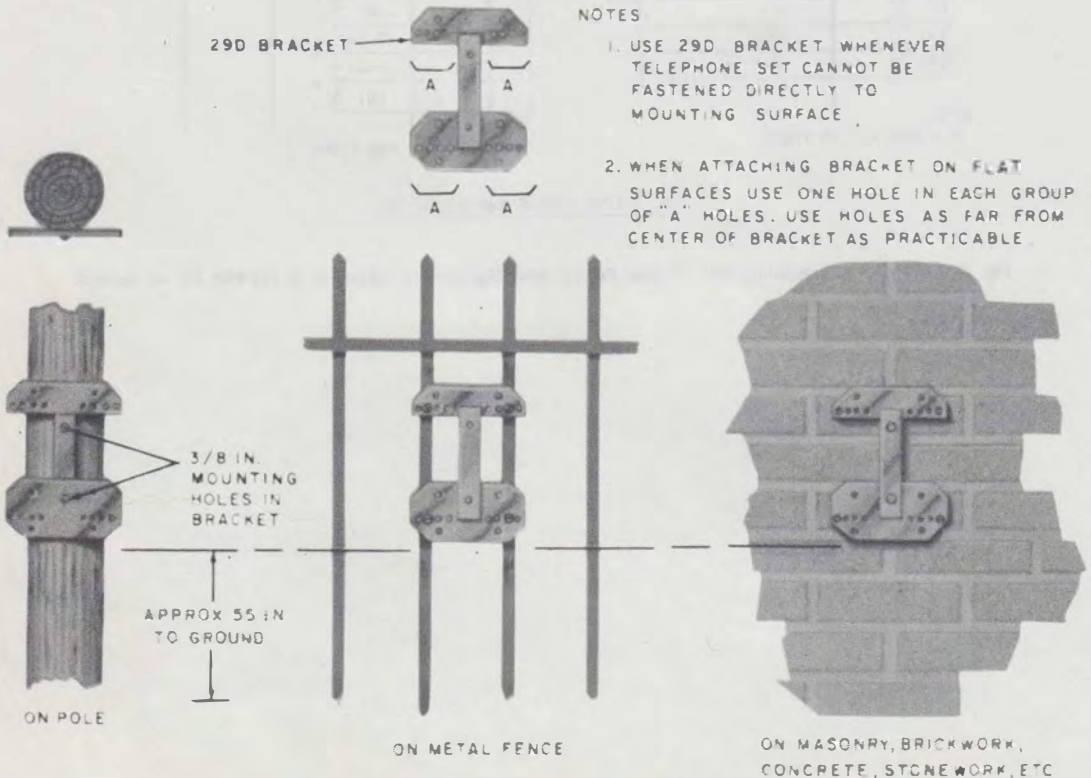 29D BRACKET
A A
A A
NOTES
1. USE 29D BRACKET WHENEVER
TELEPHONE SET CANNOT BE
FASTENED DIRECTLY TO
MOUNTING SURFACE
2. WHEN ATTACHING BRACKET ON FLAT
SURFACES USE ONE HOLE IN EACH GROUP
OF "A" HOLES. USE HOLES AS FAR FROM
CENTER OF BRACKET AS PRACTICABLE
3/8 IN.
MOUNTING
HOLES IN
BRACKET
APPROX 55 IN
TO GROUND
ON POLE
ON METAL FENCE
ON MASONRY, BRICKWORK,
CONCRETE, STONEWORK, ETC